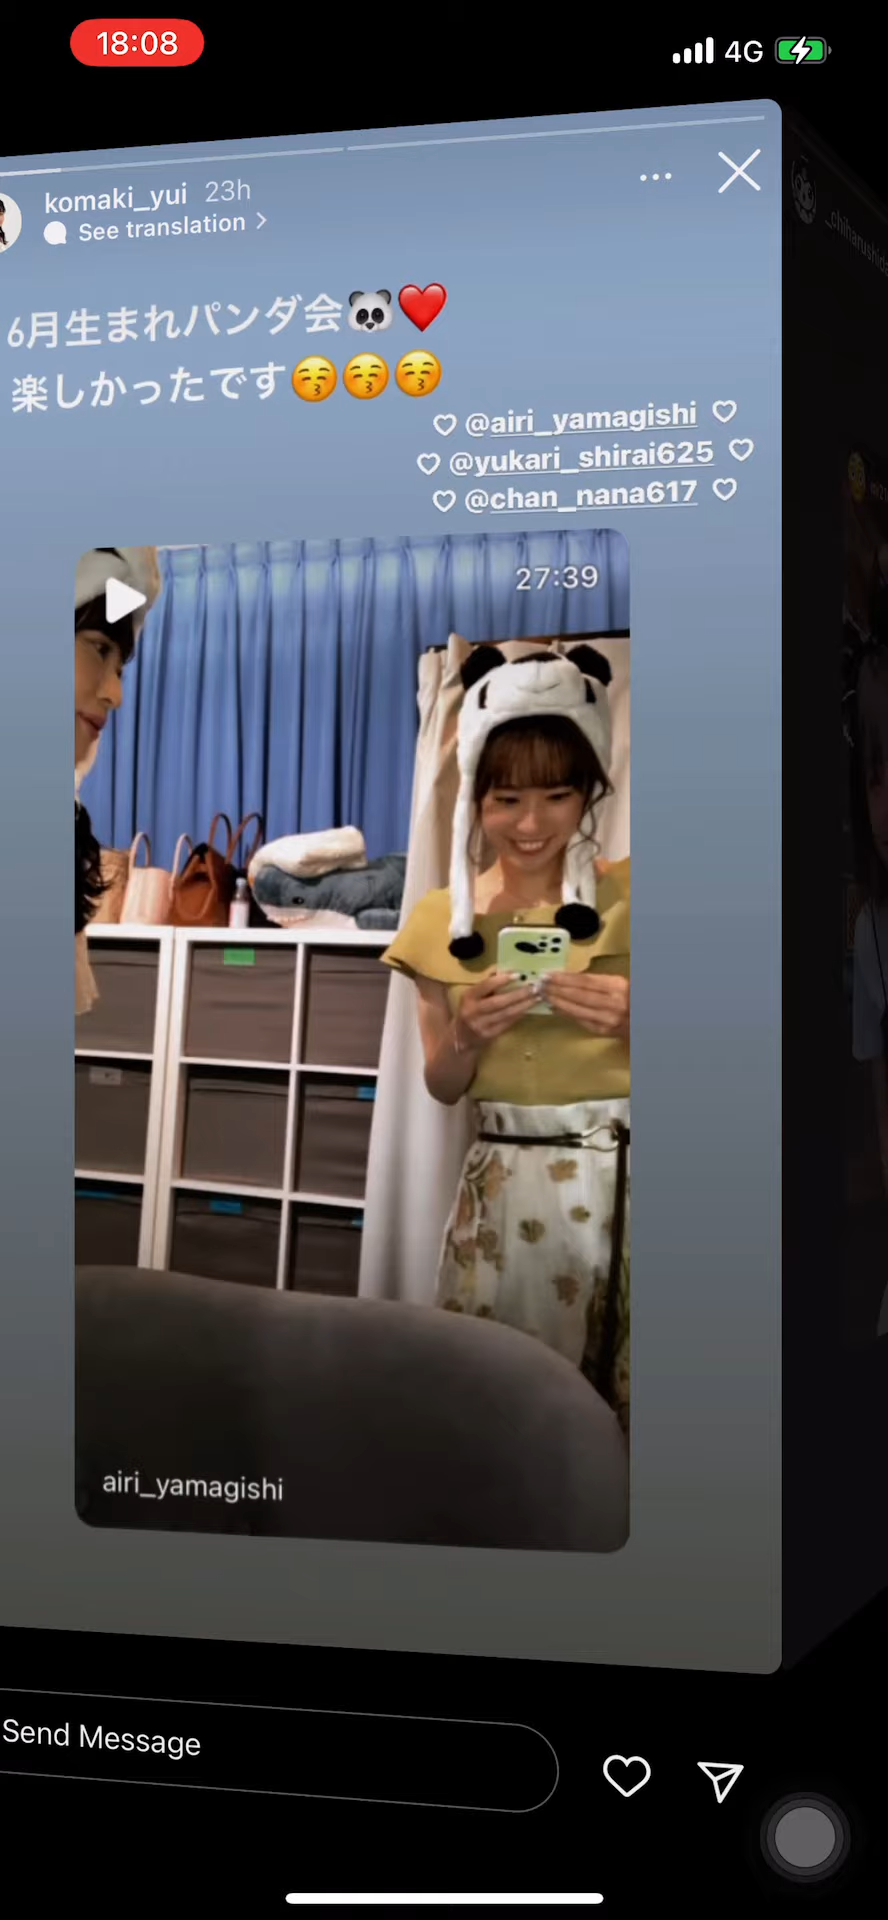 18:08
4G
komaki_yui 23h
See translation >
6月生まれパンダ会🐼❤️
楽しかったです😚😚😚
♡ @airi_yamagishi ♡
♡ @yukari_shirai625 ♡
♡ @chan_nana617 ♡
27:39
airi_yamagishi
Send Message